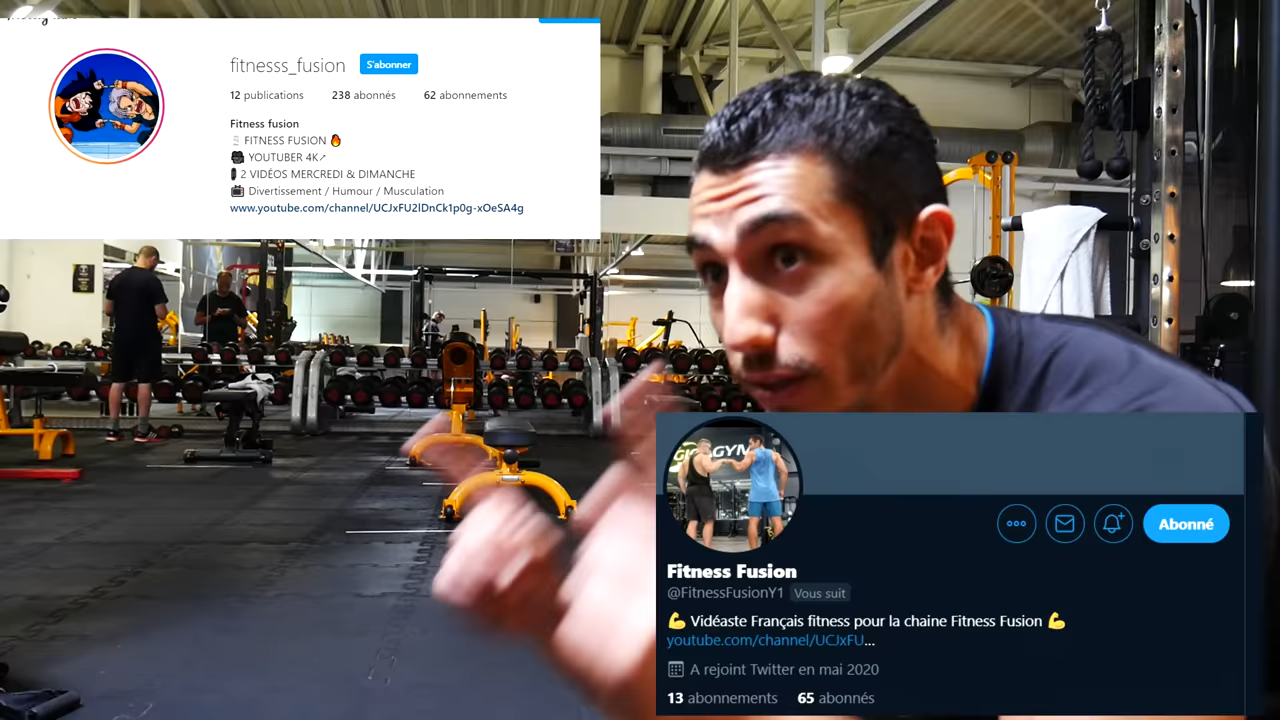 fitnesss_fusion S'abonner
12 publications 238 abonnés 62 abonnements
Fitness fusion
FITNESS FUSION 🔥
YOUTUBER 4K↗
2 VIDÉOS MERCREDI & DIMANCHE
Divertissement / Humour / Musculation
www.youtube.com/channel/UCJxFU2lDnCk1p0g-xOeSA4g
GYM
Abonné
Fitness Fusion
@FitnessFusionY1 Vous suit
💪 Vidéaste Français fitness pour la chaine Fitness Fusion 💪
youtube.com/channel/UCJxFU...
A rejoint Twitter en mai 2020
13 abonnements 65 abonnés